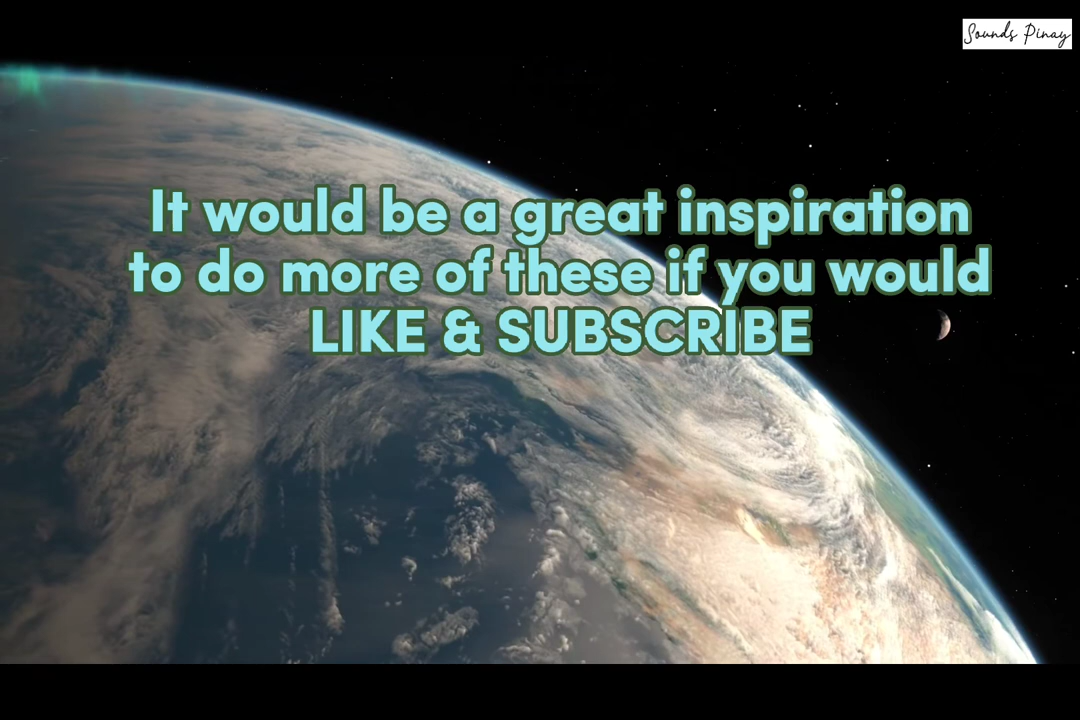 Sounds Pinay
It would be a great inspiration
to do more of these if you would
LIKE & SUBSCRIBE